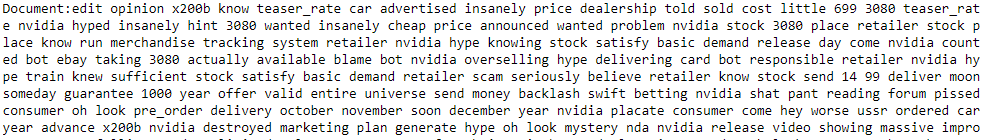 Document:edit opinion x200b know teaser_rate car advertised insanely price dealership told sold cost little 699 3080 teaser_rat
e nvidia hyped insanely hint 3080 wanted insanely cheap price announced wanted problem nvidia stock 3080 place retailer stock p
lace know run merchandise tracking system retailer nvidia hype knowing stock satisfy basic demand release day come nvidia count
ed bot ebay taking 3080 actually available blame bot nvidia overselling hype delivering card bot responsible retailer nvidia hy
pe train knew sufficient stock satisfy basic demand retailer scam seriously believe retailer know stock send 14 99 deliver moon
someday guarantee 1000 year offer valid entire universe send money backlash swift betting nvidia shat pant reading forum pissed
consumer oh look pre_order delivery october november soon december year nvidia placate consumer come hey worse ussr ordered car
year advance x200b nvidia destroyed marketing plan generate hype oh look mystery nda nvidia release video showing massive impro